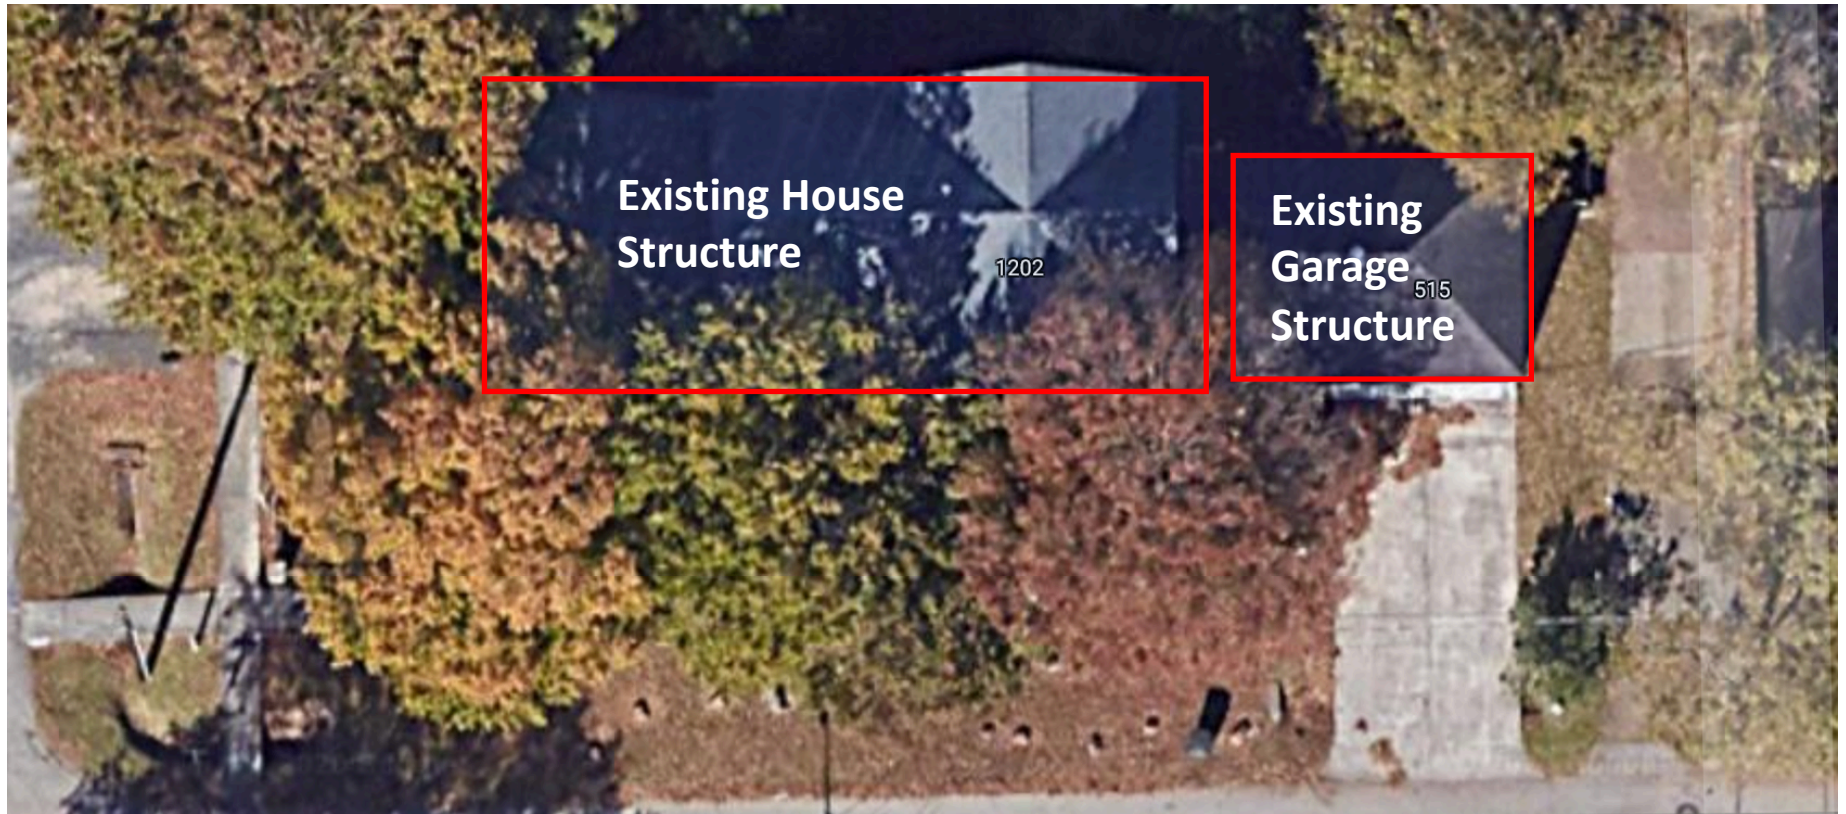 Existing House
Structure
1202
Existing
Garage
515
Structure